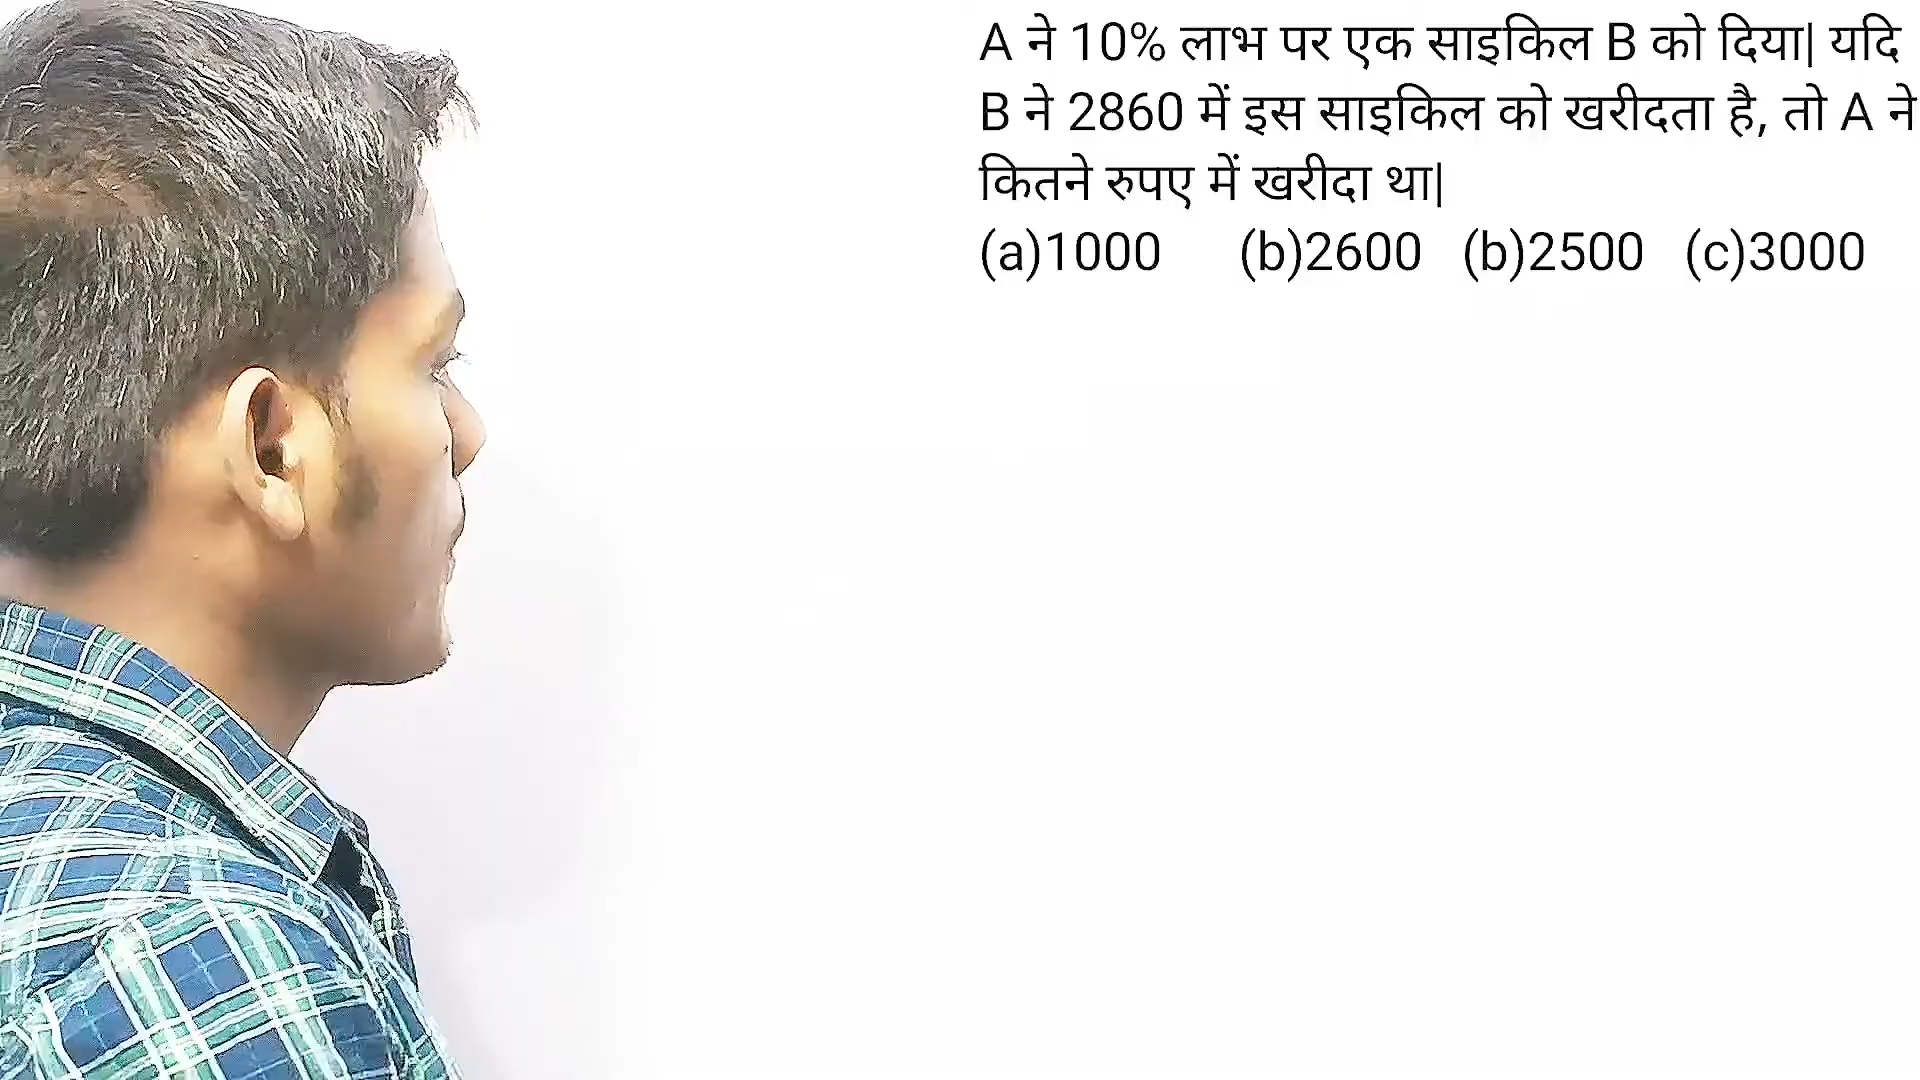 A ने 10% लाभ पर एक साइकिल B को दिया| यदि
B ने 2860 में इस साइकिल को खरीदता है, तो A ने
कितने रुपए में खरीदा था|
(a)1000 (b)2600 (b)2500 (c)3000